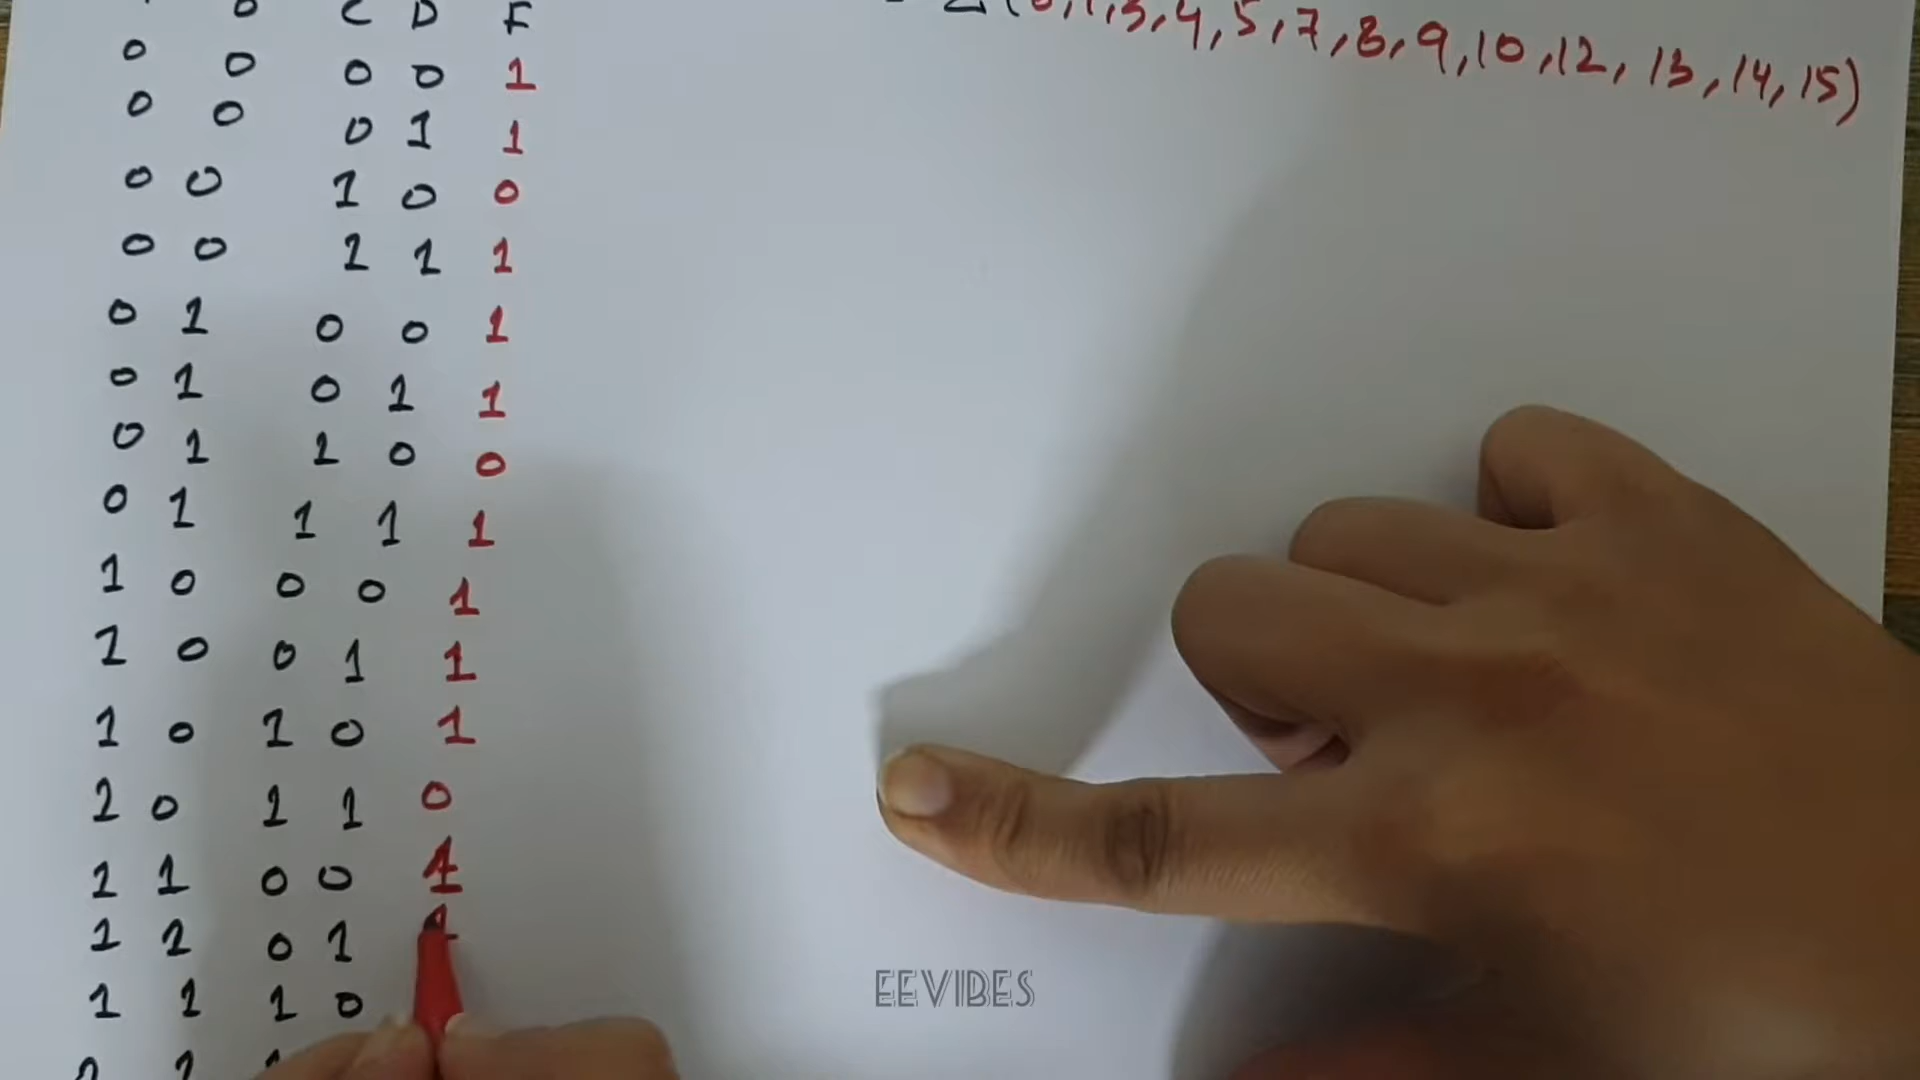 C D F
Σ(0,1,3,4,5,7,8,9,10,12,13,14,15)
0 0 0 0 1
0 0 0 1 1
0 0 1 0 0
0 0 1 1 1
0 1 0 0 1
0 1 0 1 1
0 1 1 0 0
0 1 1 1 1
1 0 0 0 1
1 0 0 1 1
1 0 1 0 1
1 0 1 1 0
1 1 0 0 1
1 1 0 1 1
1 1 1 0
EEVIBES